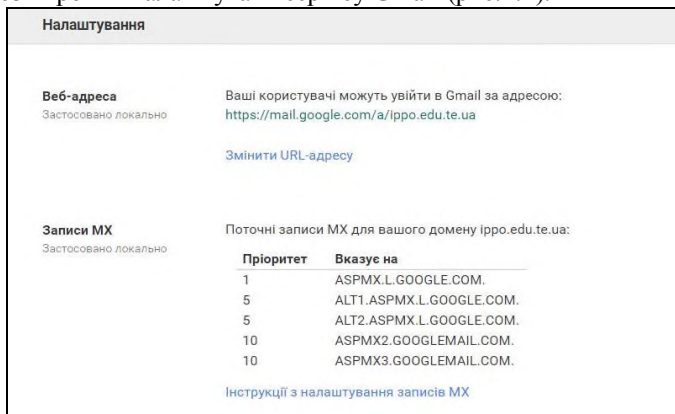 Налаштування
Веб-адреса
Застосовано локально
Ваші користувачі можуть увійти в Gmail за адресою:
https://mail.google.com/a/ippo.edu.te.ua
Змінити URL-адресу
Записи MX
Застосовано локально
Поточні записи MX для вашого домену ippo.edu.te.ua:
Пріоритет Вказує на
1 ASPMX.L.GOOGLE.COM.
5 ALT1.ASPMX.L.GOOGLE.COM.
5 ALT2.ASPMX.L.GOOGLE.COM.
10 ASPMX2.GOOGLEMAIL.COM.
10 ASPMX3.GOOGLEMAIL.COM.
Інструкції з налаштування записів MX